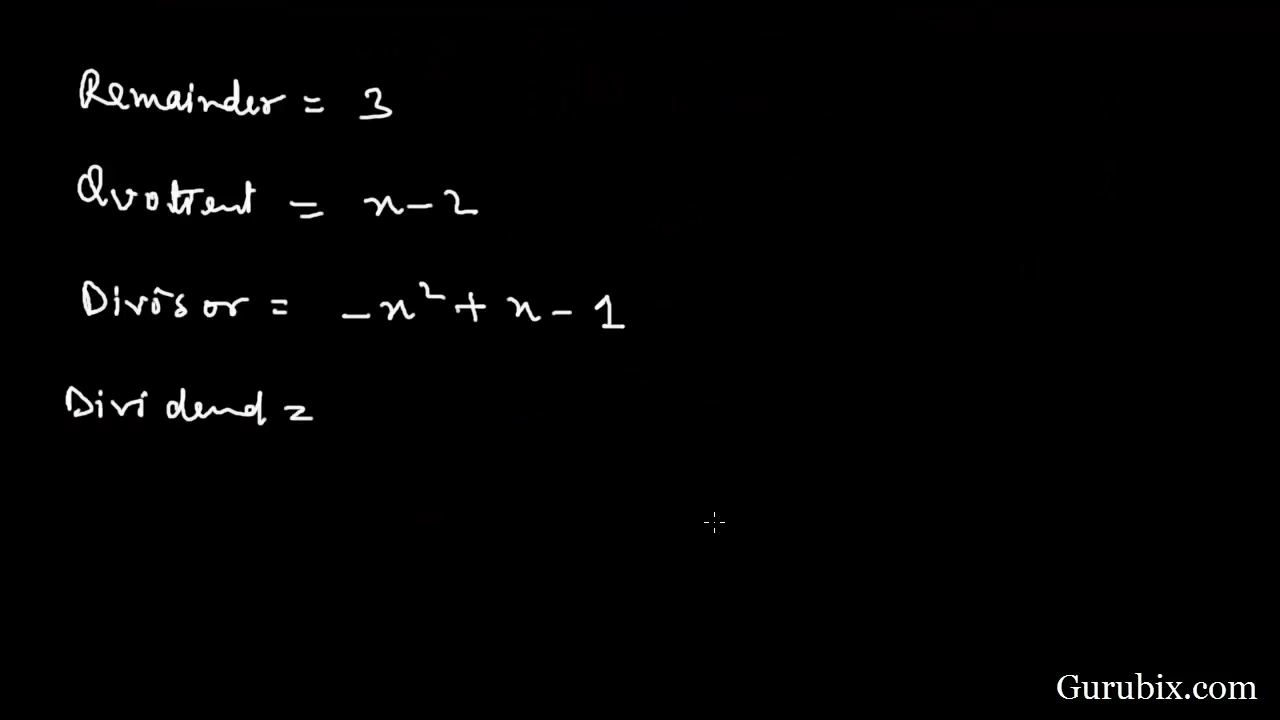 Remainder = 3
Quotient = x - 2
Divisor = -x² + x - 1
Dividend =
Gurubix.com